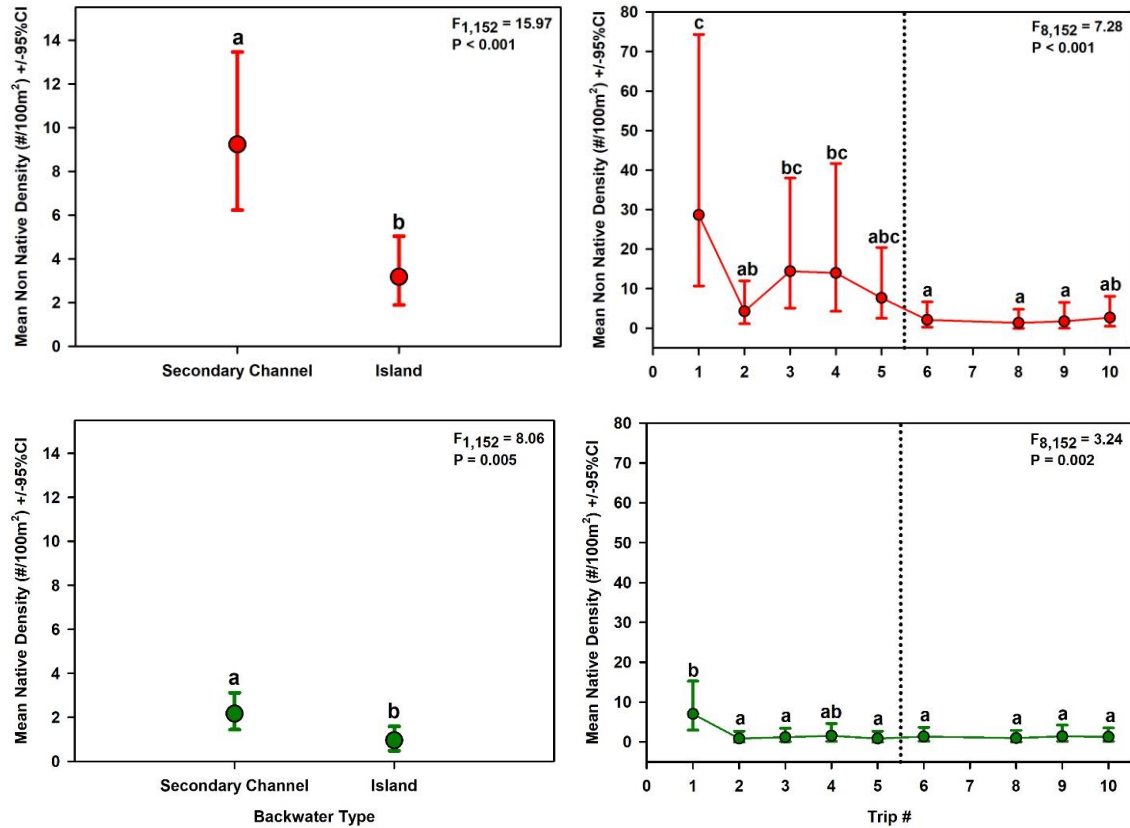 Mean Non Native Density (#/100m²) +/-95%CI
14
12
10
8
6
4
2
0
F1,152 = 15.97
P < 0.001
a
b
Secondary Channel
Island
Mean Non Native Density (#/100m²) +/-95%CI
80
70
60
50
40
30
20
10
0
F8,152 = 7.28
P < 0.001
c
ab
bc
bc
abc
a
a
a
ab
0 1 2 3 4 5 6 7 8 9 10
Mean Native Density (#/100m²) +/-95%CI
14
12
10
8
6
4
2
0
F1,152 = 8.06
P = 0.005
a
b
Secondary Channel
Island
Backwater Type
Mean Native Density (#/100m²) +/-95%CI
80
70
60
50
40
30
20
10
0
F8,152 = 3.24
P = 0.002
b
a
a
ab
a
a
a
a
a
0 1 2 3 4 5 6 7 8 9 10
Trip #